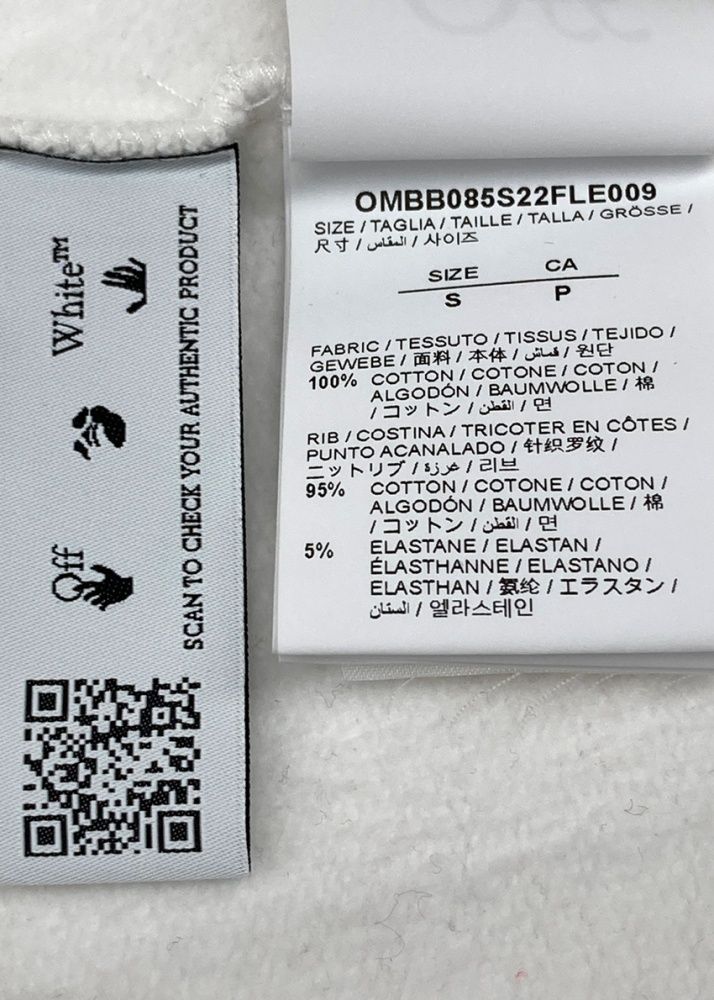 OMBB085S22FLE009
SIZE / TAGLIA / TAILLE / TALLA / GRÖSSE /
尺寸 / المقاس / 사이즈
SIZE CA
S P
FABRIC / TESSUTO / TISSUS / TEJIDO /
GEWEBE / 面料 / 本体 / قماش / 원단
100% COTTON / COTONE / COTON /
ALGODÓN / BAUMWOLLE / 棉
/ コットン / القطن / 면
RIB / COSTINA / TRICOTER EN CÔTES /
PUNTO ACANALADO / 针织罗纹 /
ニットリブ / غرزة / 리브
95% COTTON / COTONE / COTON /
ALGODÓN / BAUMWOLLE / 棉
/ コットン / القطن / 면
5% ELASTANE / ELASTAN /
ÉLASTHANNE / ELASTANO /
ELASTHAN / 氨纶 / エラスタン /
الستان / 엘라스테인
Off White™
SCAN TO CHECK YOUR AUTHENTIC PRODUCT